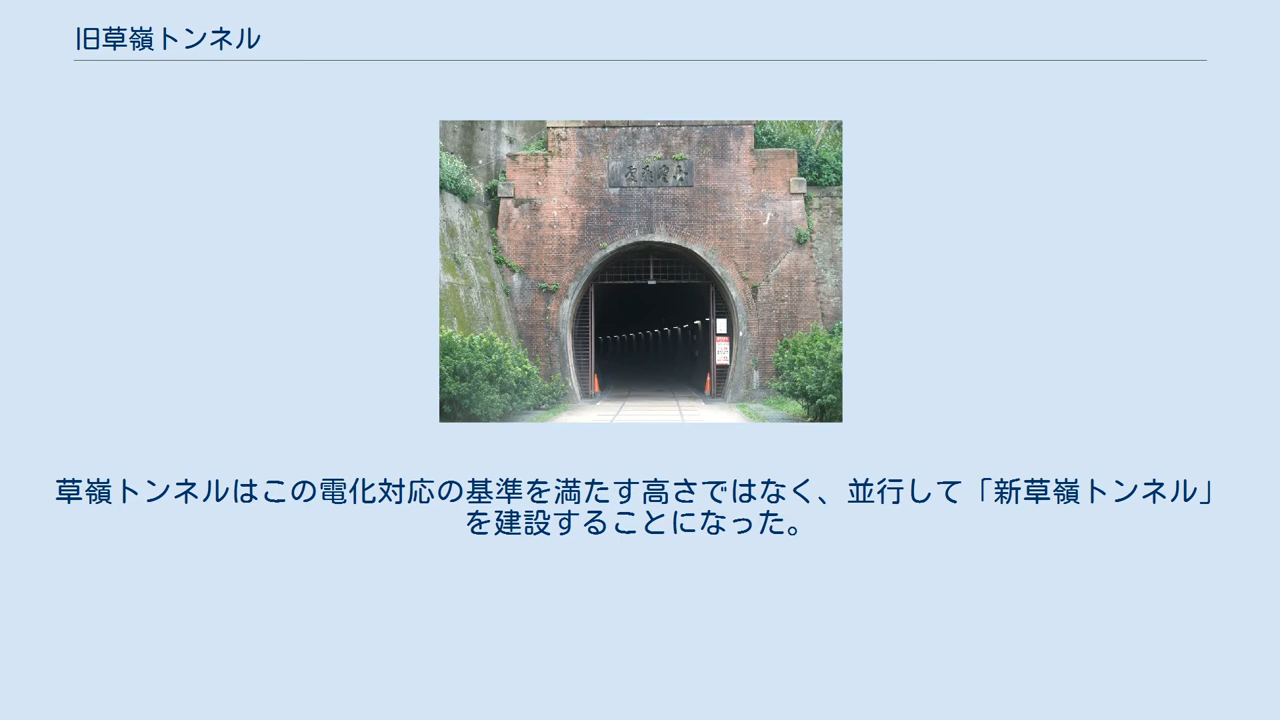 旧草嶺トンネル
草嶺トンネルはこの電化対応の基準を満たす高さではなく、並行して「新草嶺トンネル」
を建設することになった。